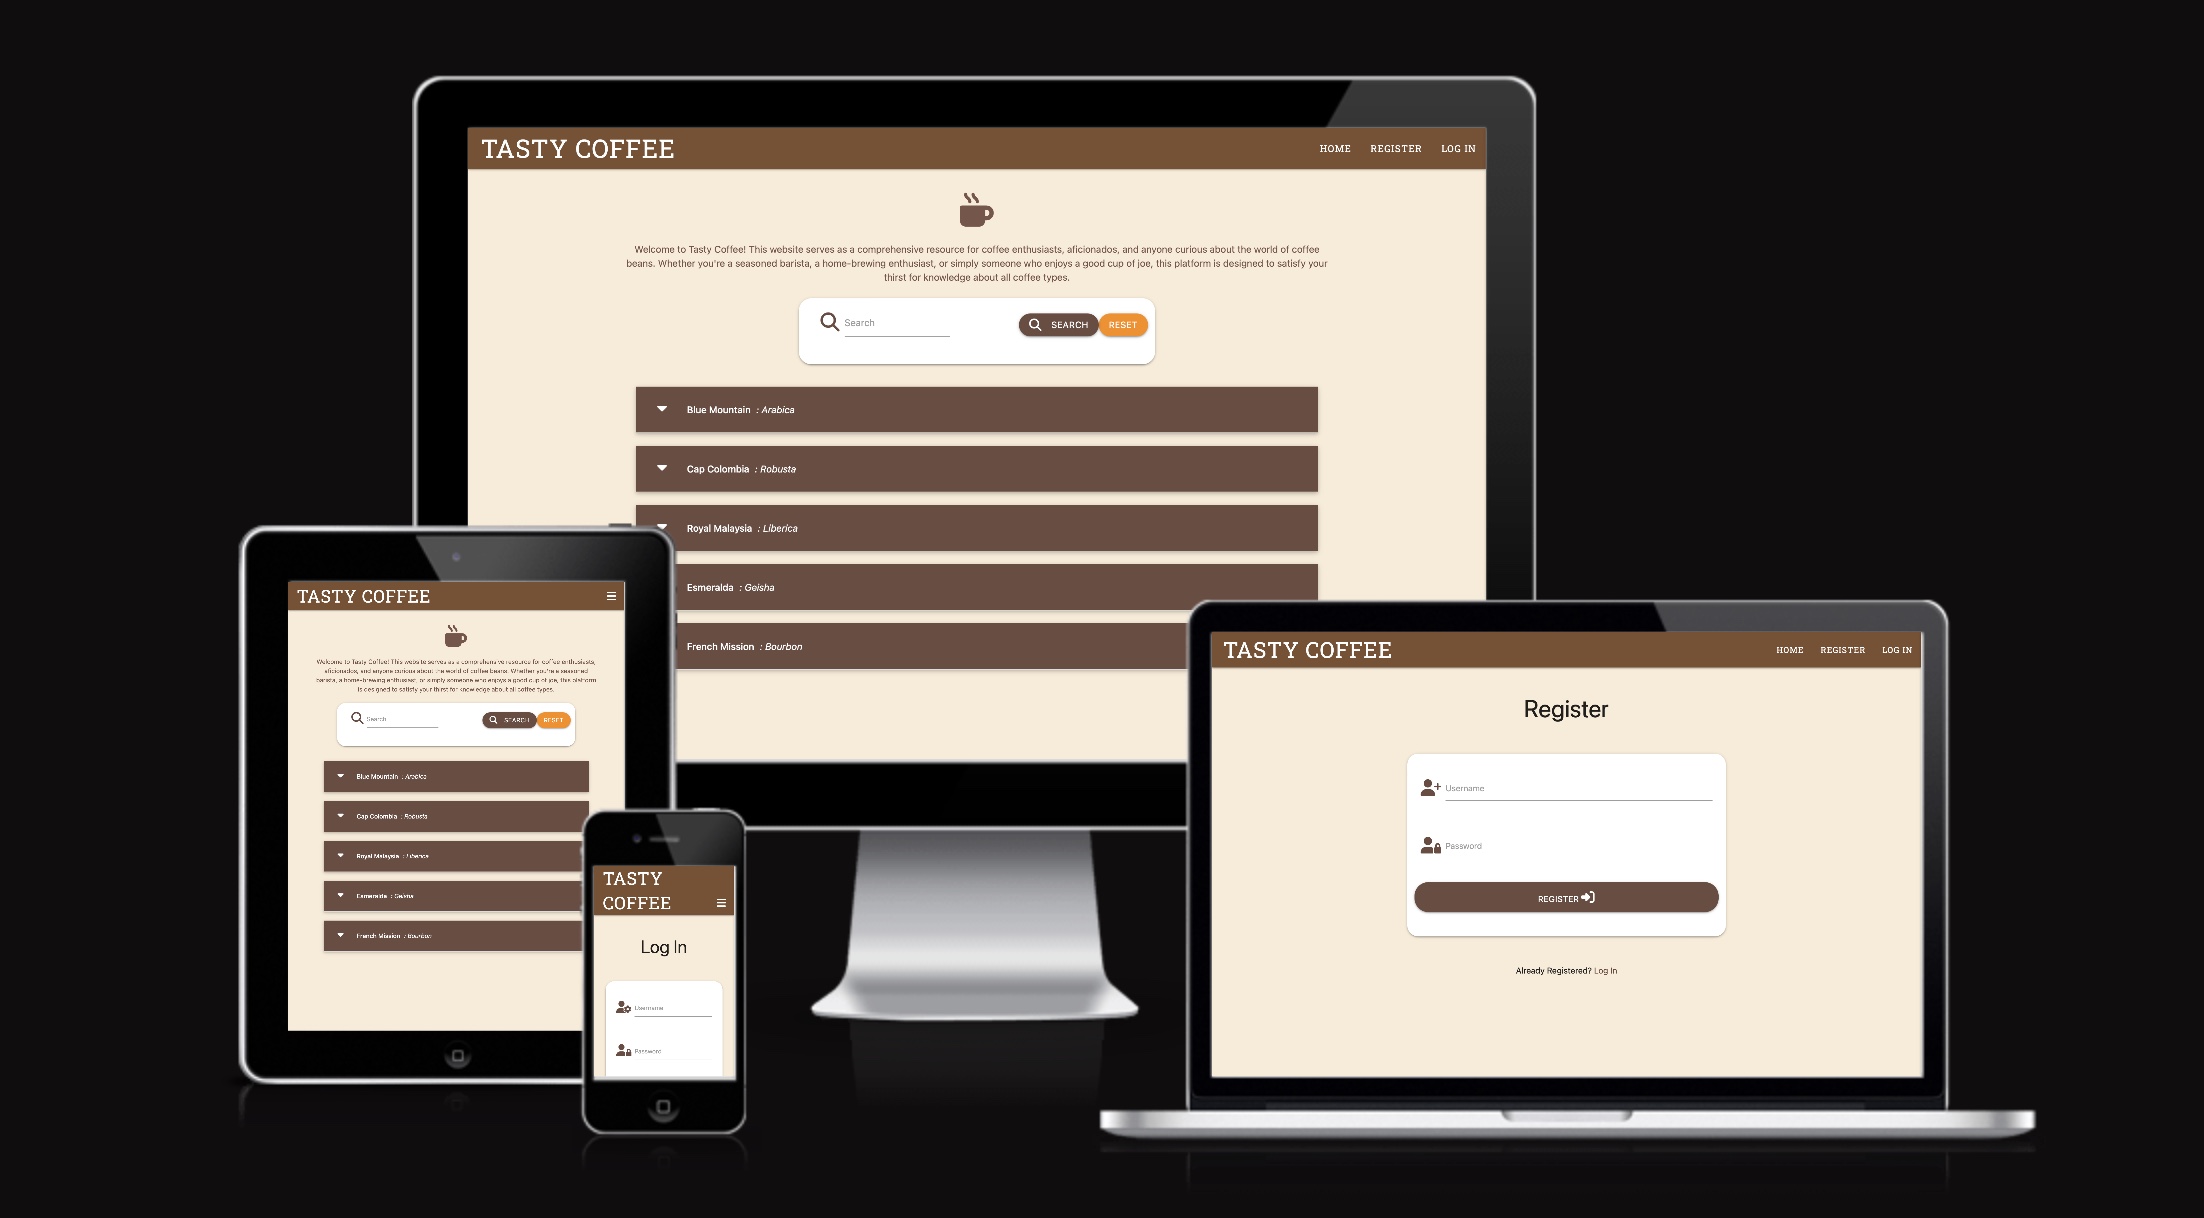 TASTY COFFEE
HOME REGISTER LOG IN
Welcome to Tasty Coffee! This website serves as a comprehensive resource for coffee enthusiasts, aficionados, and anyone curious about the world of coffee
beans. Whether you're a seasoned barista, a home-brewing enthusiast, or simply someone who enjoys a good cup of joe, this platform is designed to satisfy your
thirst for knowledge about all coffee types.
Search SEARCH RESET
Blue Mountain : Arabica
Cap Colombia : Robusta
Royal Malaysia : Liberica
Esmeralda : Geisha
French Mission : Bourbon
TASTY COFFEE
Welcome to Tasty Coffee! This website serves as a comprehensive resource for coffee enthusiasts,
aficionados, and anyone curious about the world of coffee beans. Whether you're a seasoned
barista, a home-brewing enthusiast, or simply someone who enjoys a good cup of joe, this platform
is designed to satisfy your thirst for knowledge about all coffee types.
Search SEARCH RESET
Blue Mountain : Arabica
Cap Colombia : Robusta
Royal Malaysia : Liberica
Esmeralda : Geisha
French Mission : Bourbon
TASTY
COFFEE
Log In
Username
Password
TASTY COFFEE
HOME REGISTER LOG IN
Register
Username
Password
REGISTER
Already Registered? Log In